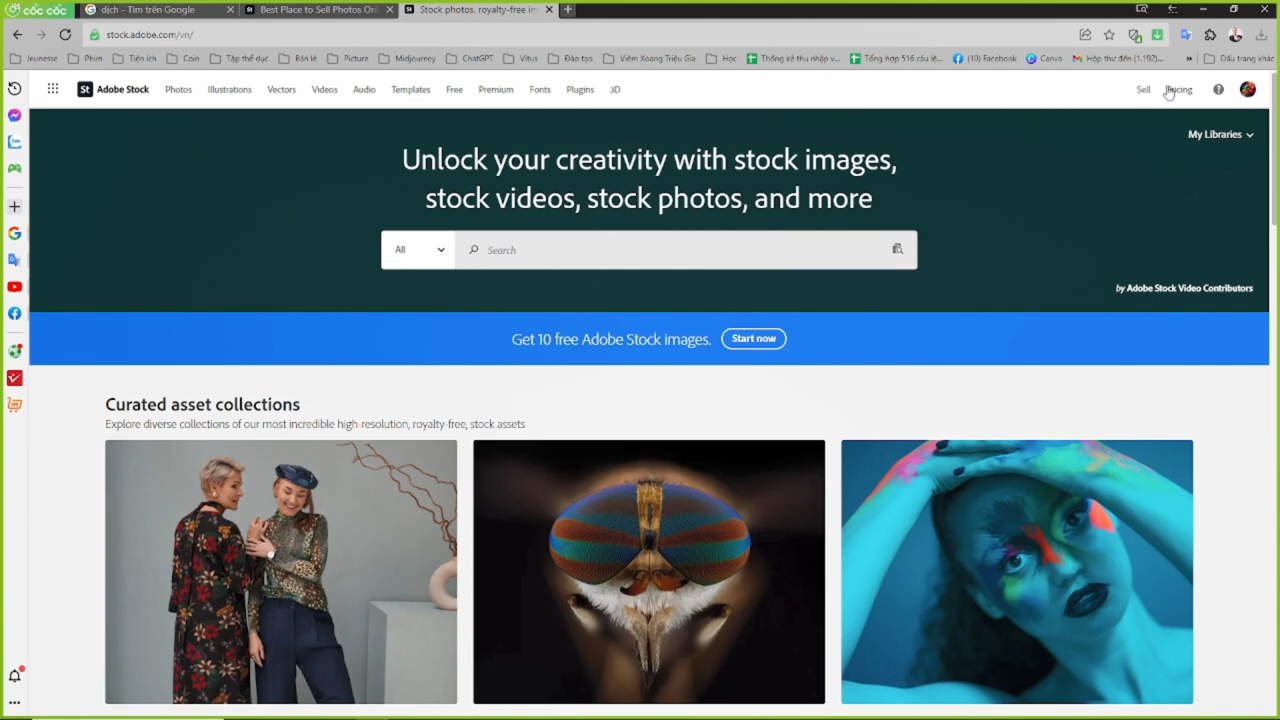 cốc cốc
dịch - Tìm trên Google
Best Place to Sell Photos Onl
Stock photos, royalty-free im
stock.adobe.com/vn/
Jeunesse
Phim
Tiện ích
Coin
Tập thể dục
Bán lẻ
Picture
Midjourney
ChatGPT
Vitus
Đào tạo
Viêm Xoang Triệu Gia
Học
Thống kê thu nhập v...
Tổng hợp 516 câu lệ...
(10) Facebook
Canva
Hộp thư đến (1.192)...
»
Dấu trang khác
St Adobe Stock
Photos
Illustrations
Vectors
Videos
Audio
Templates
Free
Premium
Fonts
Plugins
3D
Sell
Pricing
My Libraries
Unlock your creativity with stock images,
stock videos, stock photos, and more
All
Search
by Adobe Stock Video Contributors
Get 10 free Adobe Stock images.
Start now
Curated asset collections
Explore diverse collections of our most incredible high-resolution, royalty-free, stock assets